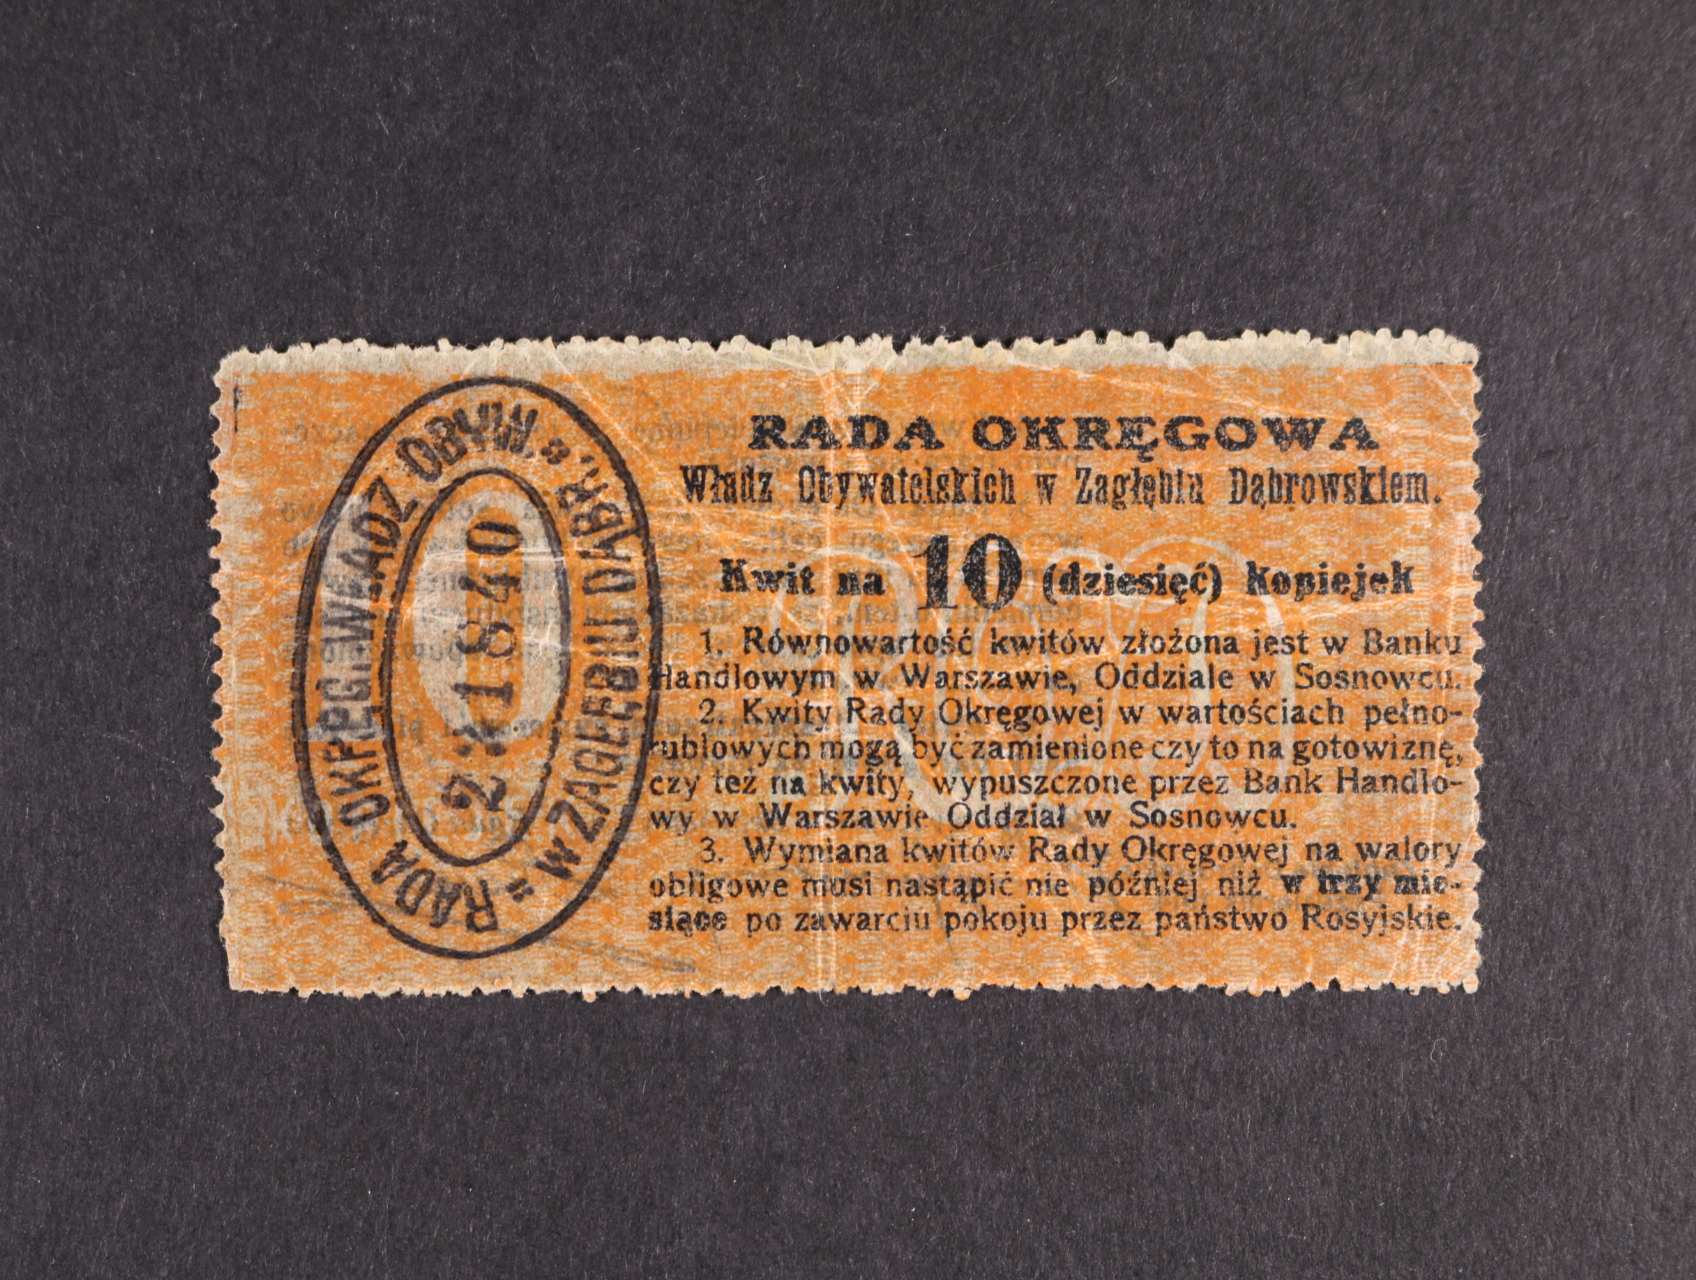 RADA OKRĘG. WŁADZ OBYW.
W ZAGŁĘBIU DĄBR.
2*1840
RADA OKRĘGOWA
Władz Obywatelskich w Zagłębiu Dąbrowskiem.
Kwit na 10 (dziesięć) kopiejek
1. Równowartość kwitów złożona jest w Banku
Handlowym w Warszawie, Oddziale w Sosnowcu.
2. Kwity Rady Okręgowej w wartościach pełno-
rublowych mogą być zamienione czy to na gotowiznę,
czy też na kwity, wypuszczone przez Bank Handlo-
wy w Warszawie Oddział w Sosnowcu.
3. Wymiana kwitów Rady Okręgowej na walory
obligowe musi nastąpić nie później niż w trzy mie-
siące po zawarciu pokoju przez państwo Rosyjskie.